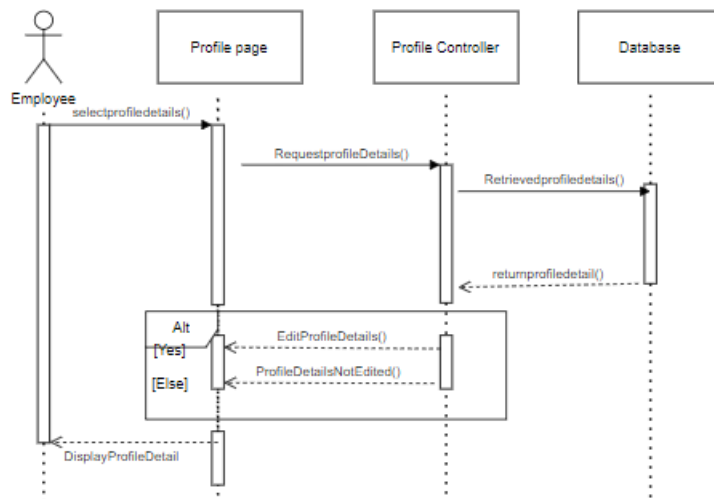 Profile page
Profile Controller
Database
Employee
selectprofiledetails()
RequestprofileDetails()
Retrievedprofiledetails()
returnprofiledetail()
Alt
[Yes]
EditProfileDetails()
[Else]
ProfileDetailsNotEdited()
DisplayProfileDetail